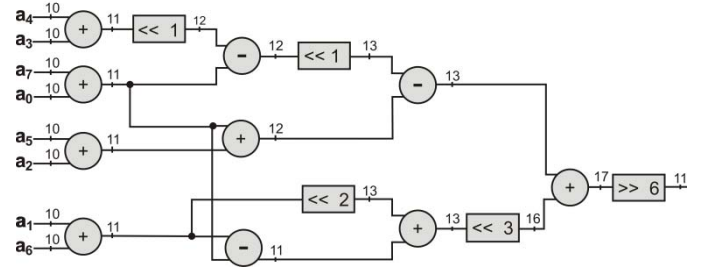 a4 10 11 << 1 12
a3 10 + - 12 << 1 13
a7 10 11 - 13
a0 10 +
a5 10 11 + 12
a2 10 + + 17 >> 6 11
a1 10 11 << 2 13
a6 10 + - 11 + 13 << 3 16